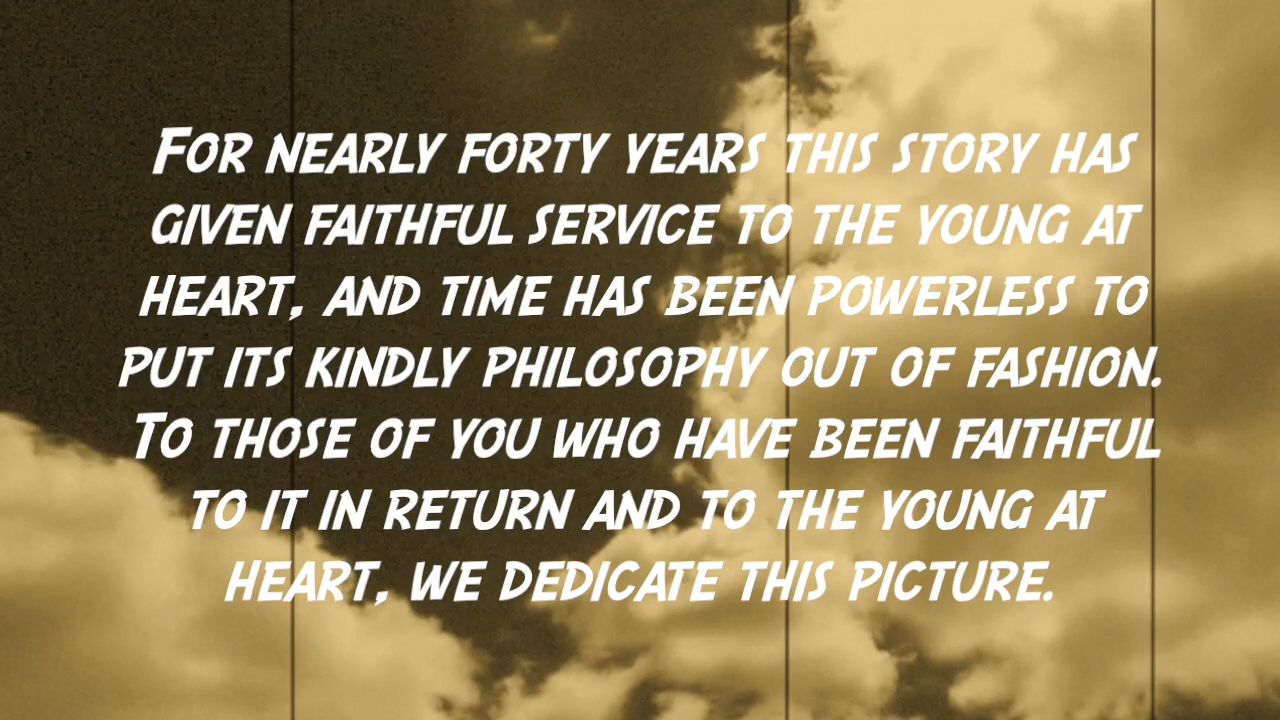 For nearly forty years this story has
given faithful service to the young at
heart, and time has been powerless to
put its kindly philosophy out of fashion.
To those of you who have been faithful
to it in return and to the young at
heart, we dedicate this picture.